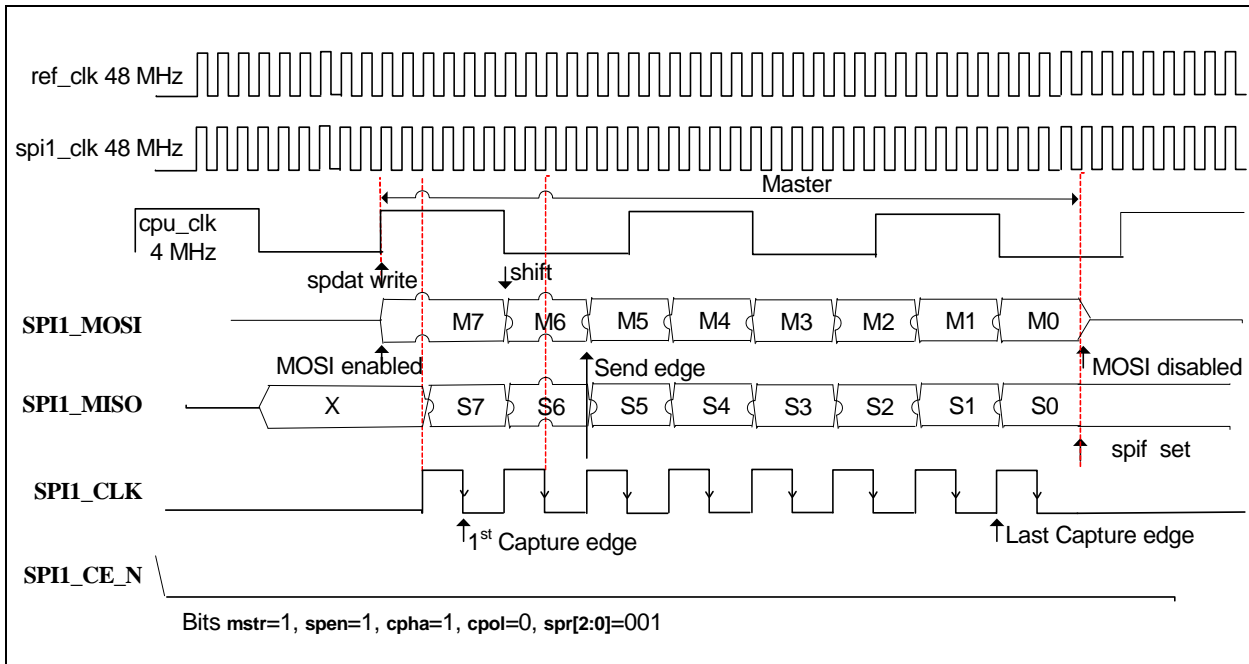 ref_clk 48 MHz
spi1_clk 48 MHz
Master
cpu_clk
4 MHz
spdat write
shift
SPI1_MOSI
M7 M6 M5 M4 M3 M2 M1 M0
MOSI enabled
Send edge
MOSI disabled
SPI1_MISO
X S7 S6 S5 S4 S3 S2 S1 S0
spif set
SPI1_CLK
1st Capture edge
Last Capture edge
SPI1_CE_N
Bits mstr=1, spen=1, cpha=1, cpol=0, spr[2:0]=001